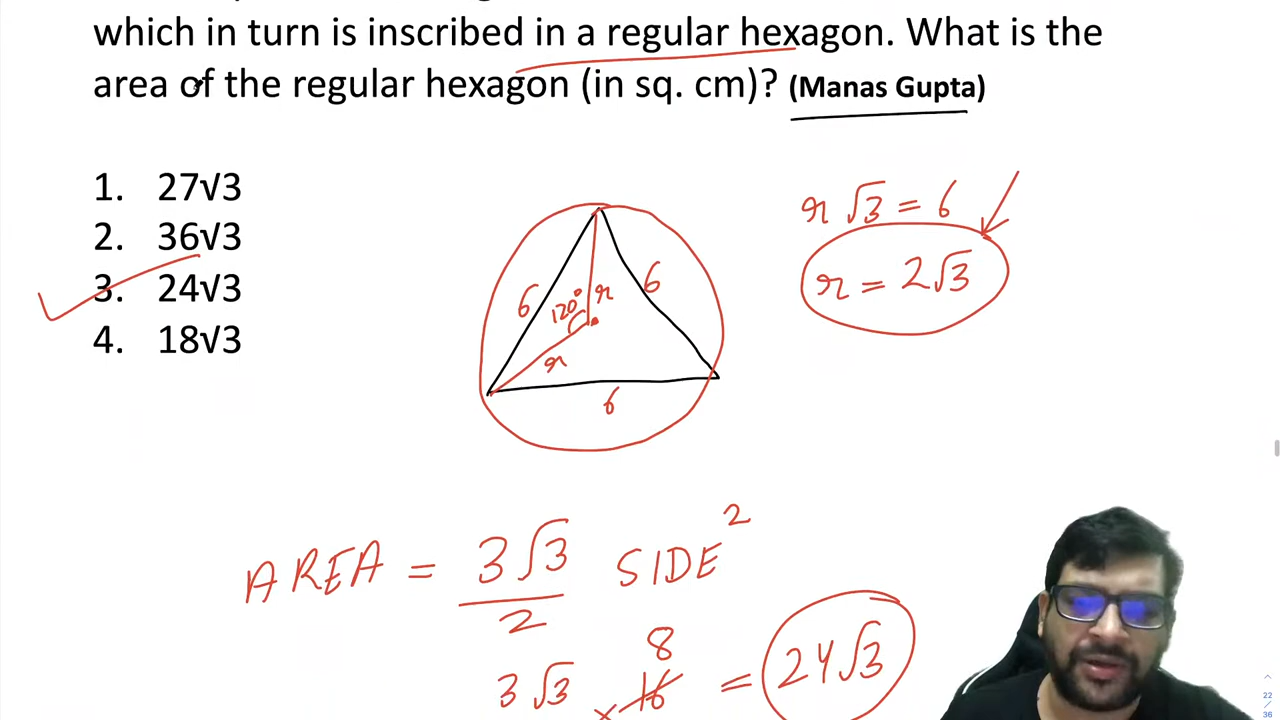 which in turn is inscribed in a regular hexagon. What is the
area of the regular hexagon (in sq. cm)? (Manas Gupta)
1. 27√3
2. 36√3
3. 24√3
4. 18√3
r √3 = 6
r = 2√3
6
6
120°
r
r
6
AREA = 3√3 SIDE²
2
8
3√3 × 16 = 24√3
22
/
36